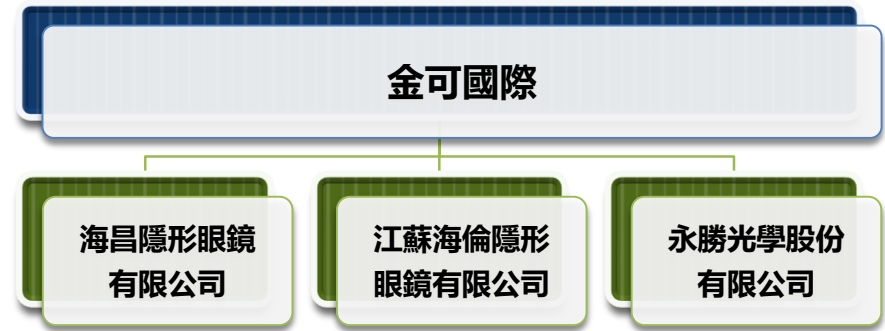 金可國際
海昌隱形眼鏡
有限公司
江蘇海倫隱形
眼鏡有限公司
永勝光學股份
有限公司